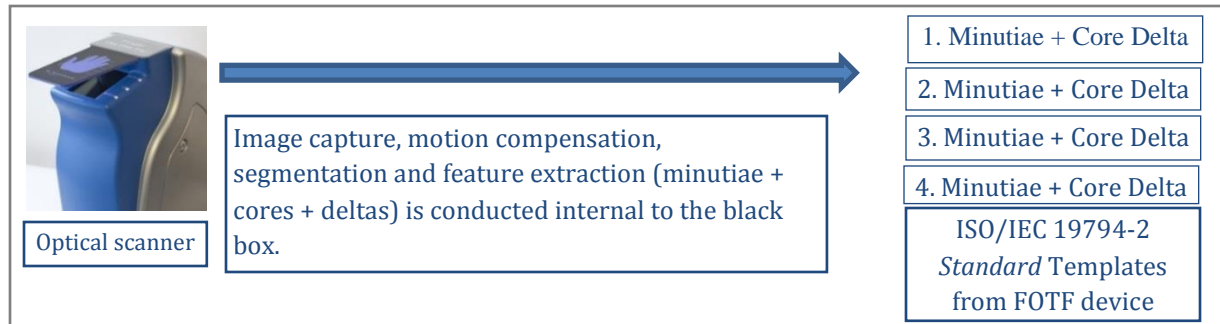 Optical scanner
Image capture, motion compensation,
segmentation and feature extraction (minutiae +
cores + deltas) is conducted internal to the black
box.
1. Minutiae + Core Delta
2. Minutiae + Core Delta
3. Minutiae + Core Delta
4. Minutiae + Core Delta
ISO/IEC 19794-2
Standard Templates
from FOTF device